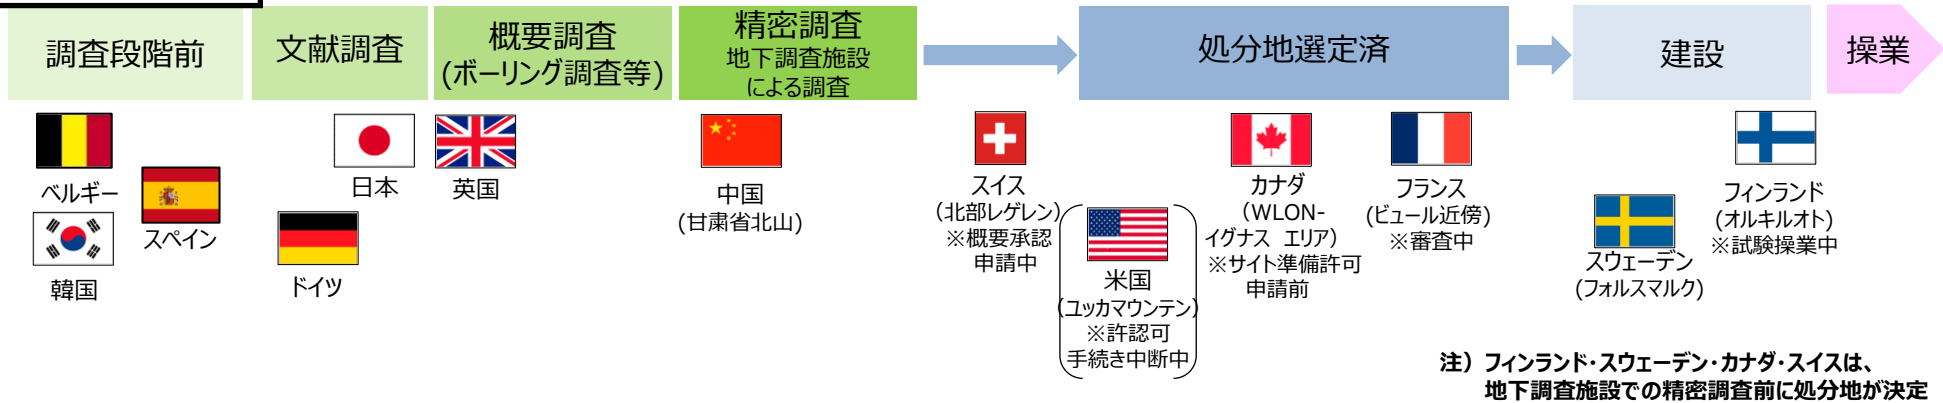 調査段階前
文献調査
概要調査
(ボーリング調査等)
精密調査
地下調査施設
による調査
処分地選定済
建設
操業
ベルギー
スペイン
韓国
日本
ドイツ
英国
中国
(甘粛省北山)
スイス
(北部レゲレン)
※概要承認
申請中
米国
(ユッカマウンテン)
※許認可
手続き中断中
カナダ
(WLON-
イグナス エリア)
※サイト準備許可
申請前
フランス
(ビュール近傍)
※審査中
スウェーデン
(フォルスマルク)
フィンランド
(オルキルオト)
※試験操業中
注）フィンランド・スウェーデン・カナダ・スイスは、
地下調査施設での精密調査前に処分地が決定